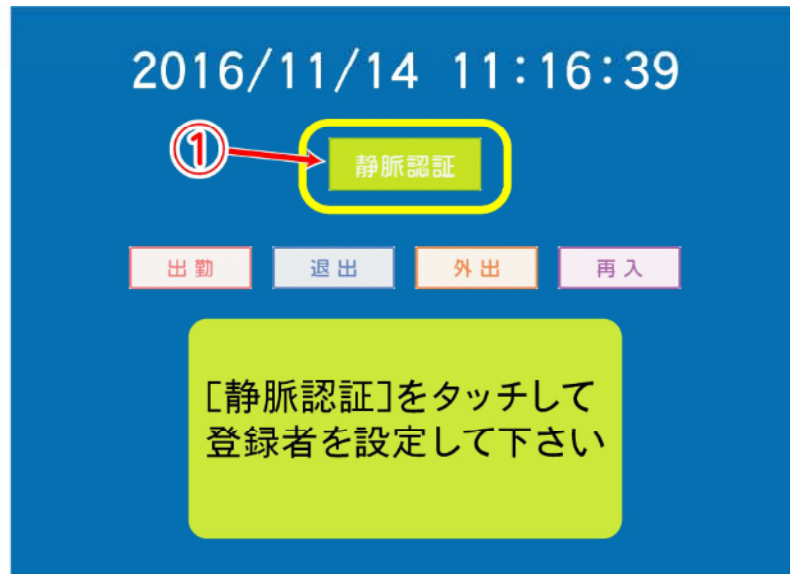 2016/11/14 11:16:39
① 静脈認証
出勤 退出 外出 再入
[静脈認証]をタッチして
登録者を設定して下さい